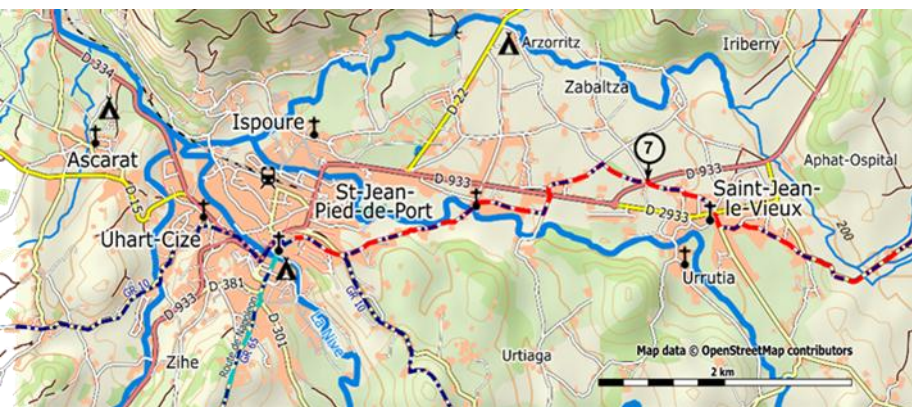 D 334
Ascarat
D 15
Ispoure
Arzorritz
D 22
Zabaltza
Iriberry
7
D 933
D 933
Aphat-Ospital
St-Jean-
Pied-de-Port
Saint-Jean-
le-Vieux
D 2933
200
Uhart-Cize
GR 10
D 933
D 381
GR 10
Urrutia
La Nive
D 301
GR 65
Zihe
Urtiaga
Map data © OpenStreetMap contributors
2 km